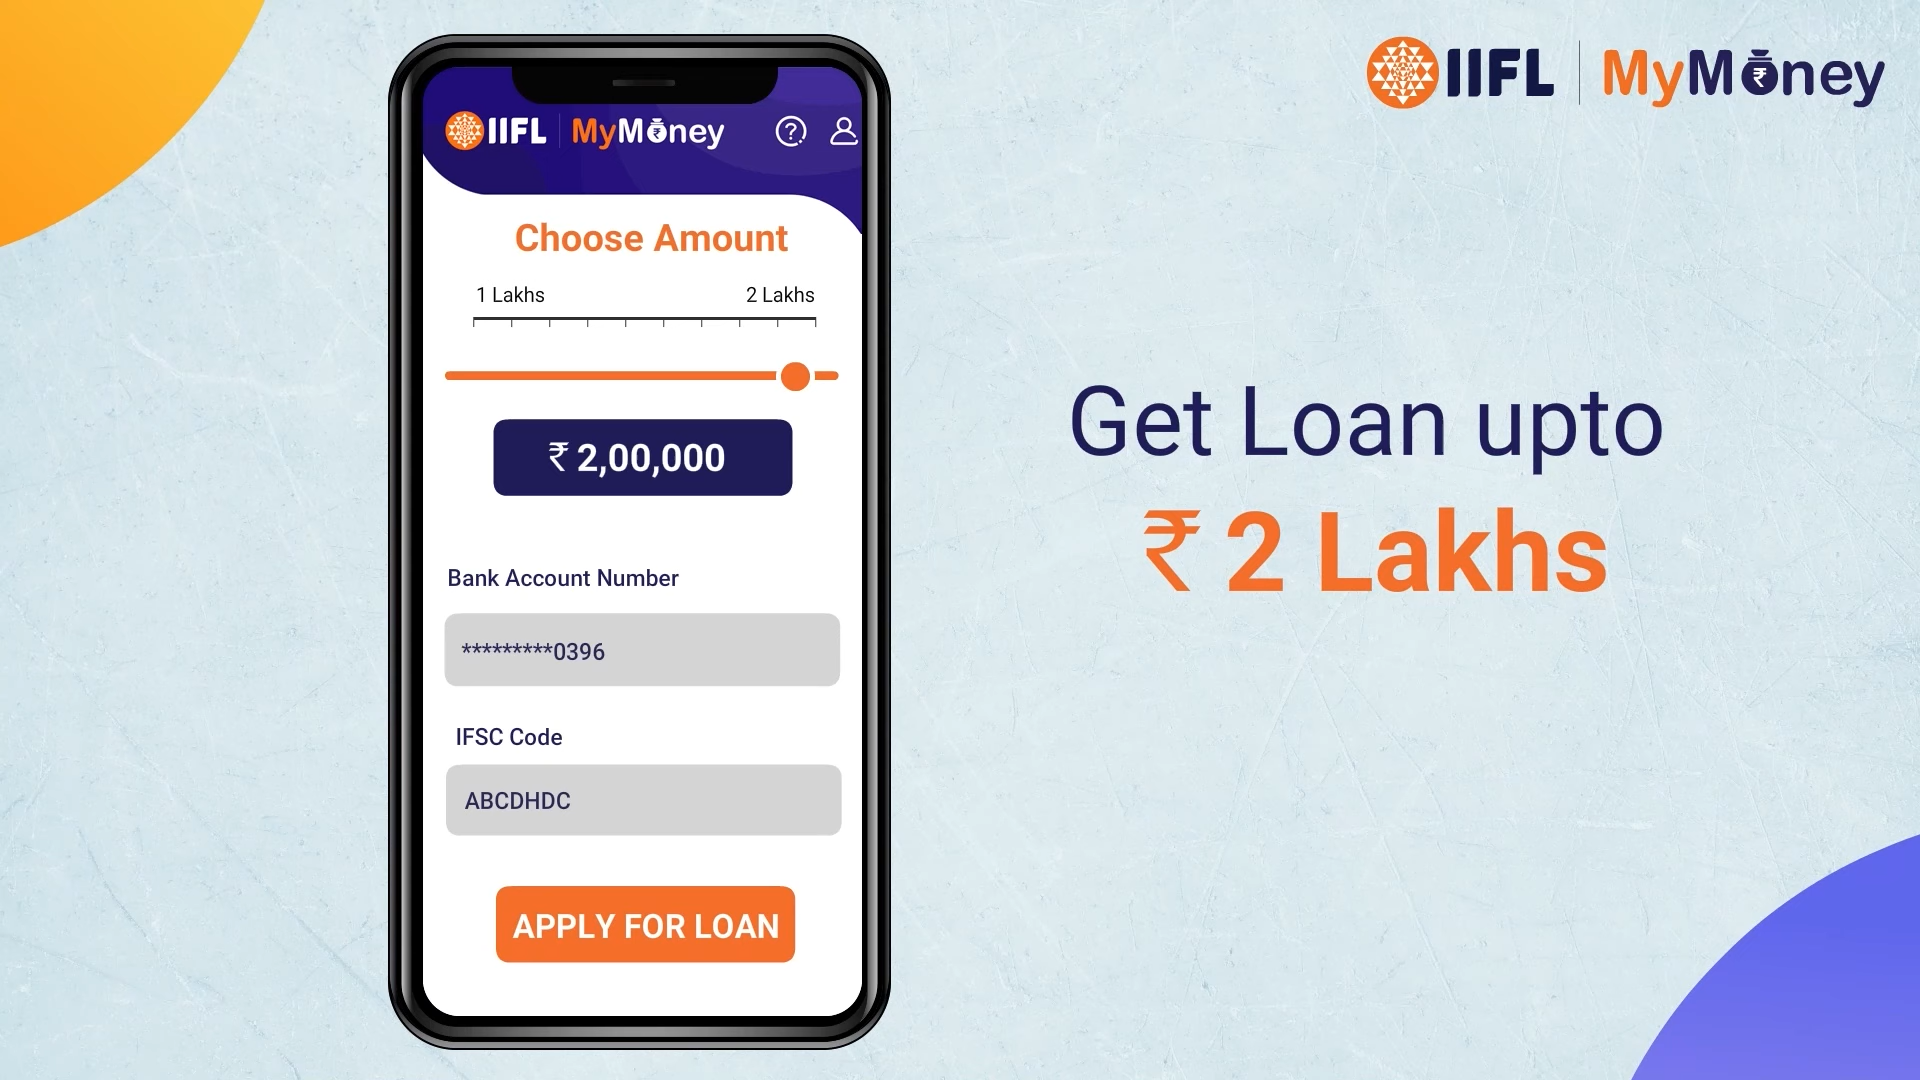 IIFL MyMoney
IIFL MyMoney
Choose Amount
1 Lakhs 2 Lakhs
₹ 2,00,000
Bank Account Number
*********0396
IFSC Code
ABCDHDC
APPLY FOR LOAN
Get Loan upto
₹ 2 Lakhs